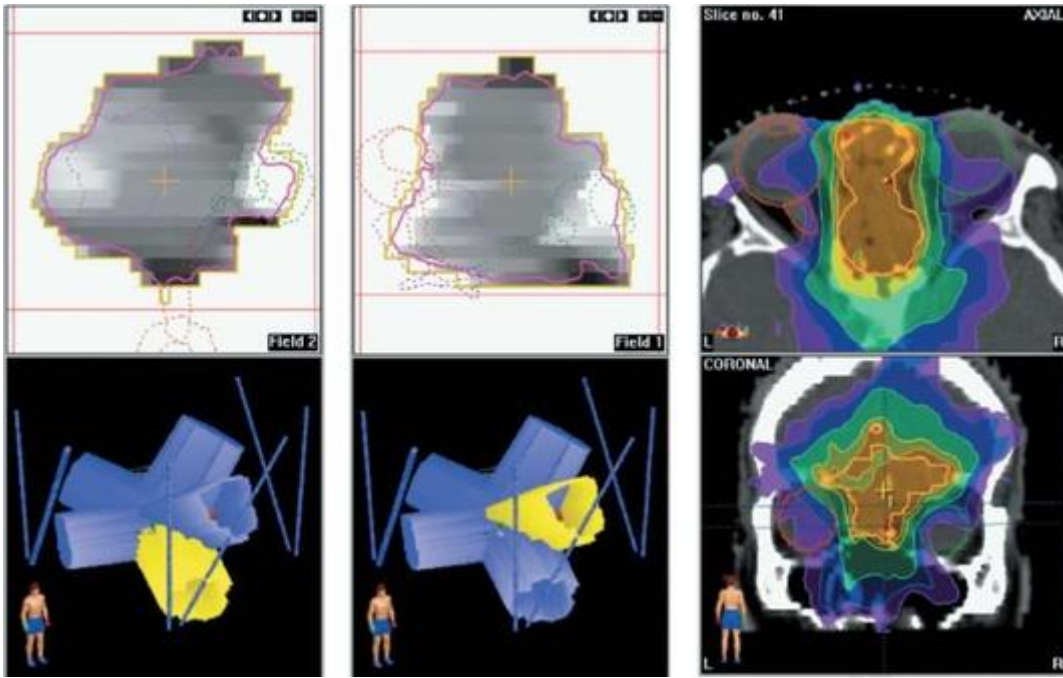 Field 2
Field 1
Slice no. 41
AXIAL
L
R
CORONAL
L
R